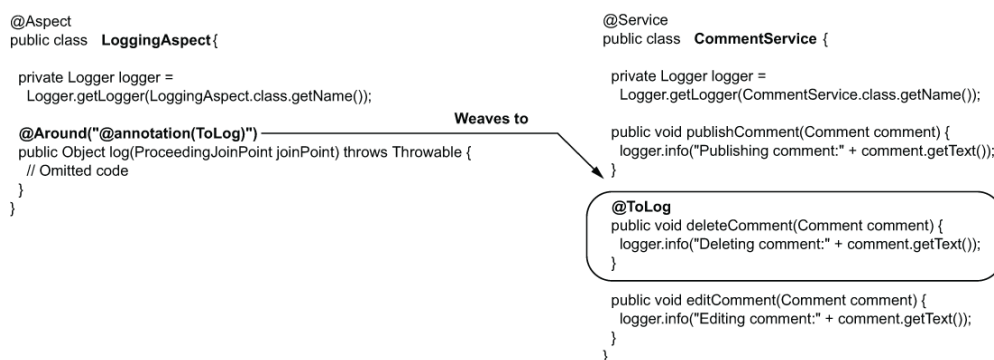 @Aspect
public class LoggingAspect{
private Logger logger =
Logger.getLogger(LoggingAspect.class.getName());
@Around("@annotation(ToLog)")
public Object log(ProceedingJoinPoint joinPoint) throws Throwable {
// Omitted code
}
}
Weaves to
@Service
public class CommentService {
private Logger logger =
Logger.getLogger(CommentService.class.getName());
public void publishComment(Comment comment) {
logger.info("Publishing comment:" + comment.getText());
}
@ToLog
public void deleteComment(Comment comment) {
logger.info("Deleting comment:" + comment.getText());
}
public void editComment(Comment comment) {
logger.info("Editing comment:" + comment.getText());
}
}